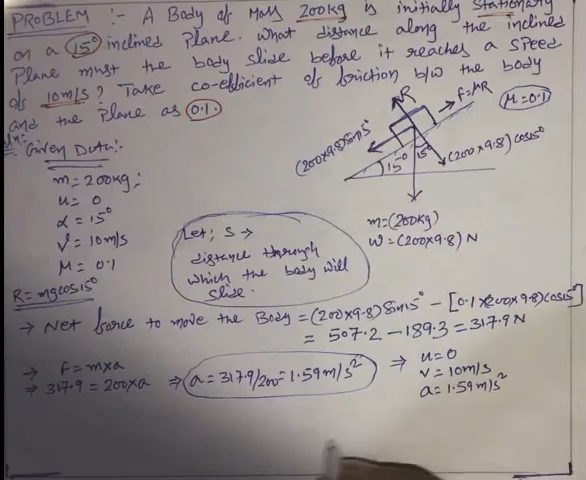 PROBLEM :- A Body of Mass 200kg is initially Stationary
on a 15° inclined Plane. What distance along the inclined
Plane must the body slide before it reaches a speed
of 10m/s? Take co-efficient of friction b/w the body
and the Plane as 0.1.
Given Data:-
m = 200kg;
u = 0
α = 15°
V = 10m/s
μ = 0.1
R = mgcos15°
R
f = μR
μ = 0.1
(200×9.8)Sin15°
15°
15°
(200×9.8)cos15°
m = (200kg)
W = (200×9.8) N
Let; S →
distance through
which the body will
slide.
→ Net force to move the Body = (200×9.8) Sin15° - [0.1×(200×9.8)cos15°]
= 507.2 - 189.3 = 317.9 N
→ F = m×a
⇒ 317.9 = 200×a ⇒ a = 317.9/200 = 1.59 m/s² ⇒ u = 0
V = 10m/s
a = 1.59 m/s²